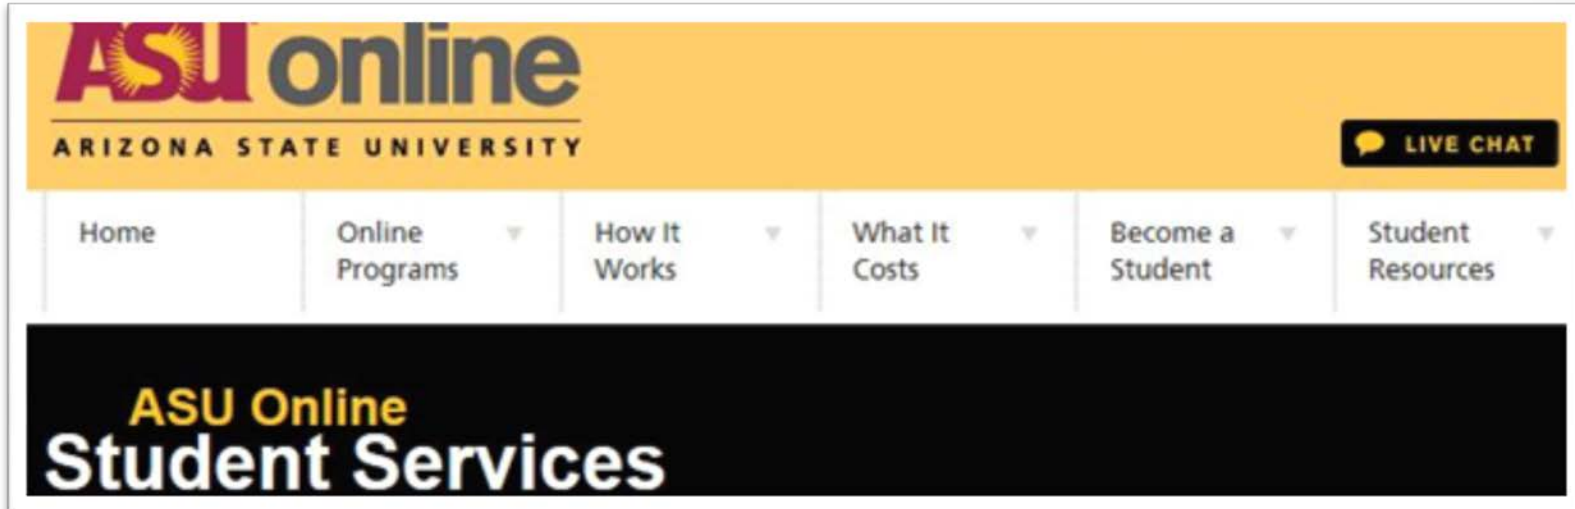 ASU online
ARIZONA STATE UNIVERSITY
LIVE CHAT
Home
Online
Programs
How It
Works
What It
Costs
Become a
Student
Student
Resources
ASU Online
Student Services